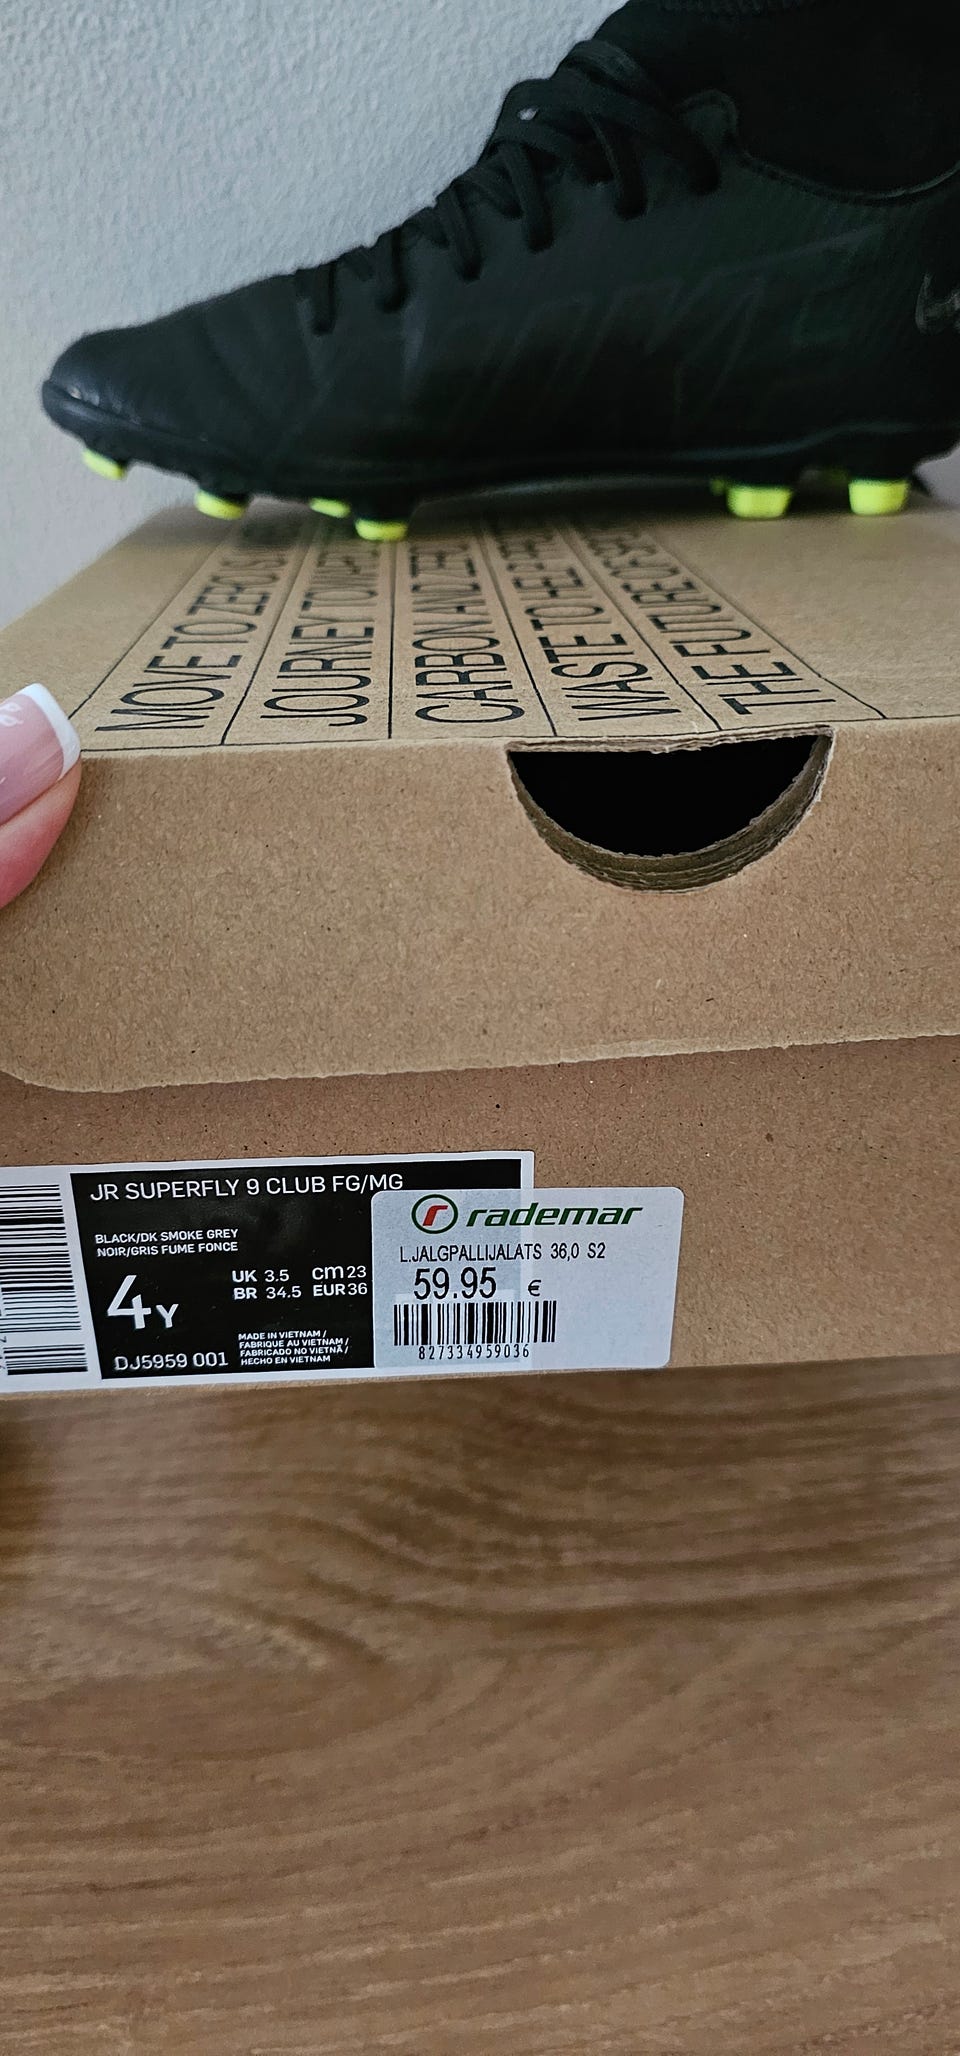 MOVE TO ZERO
JOURNEY TOWAR
CARBON AND ZER
WASTE TO
THE FUTURE OF
JR SUPERFLY 9 CLUB FG/MG
BLACK/DK SMOKE GREY
NOIR/GRIS FUME FONCE
4Y
UK 3.5 cm 23
BR 34.5 EUR 36
DJ5959 001
MADE IN VIETNAM /
FABRIQUE AU VIETNAM /
FABRICADO NO VIETNÃ /
HECHO EN VIETNAM
r rademar
L.JALGPALLIJALATS 36,0 S2
59.95 €
827334959036